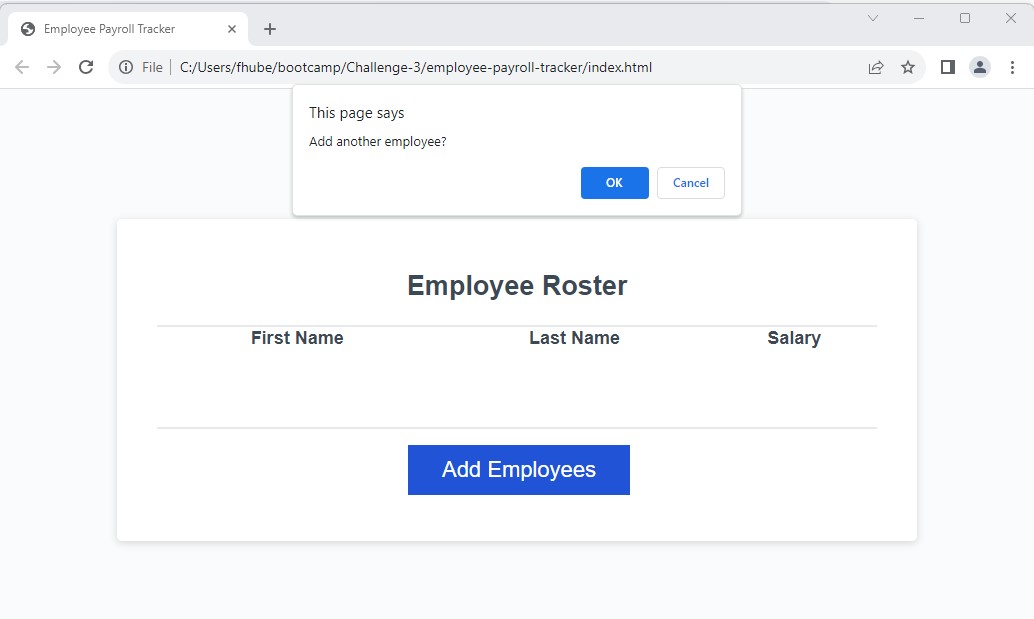 Employee Payroll Tracker
File
C:/Users/fhube/bootcamp/Challenge-3/employee-payroll-tracker/index.html
This page says
Add another employee?
OK Cancel
Employee Roster
First Name Last Name Salary
Add Employees